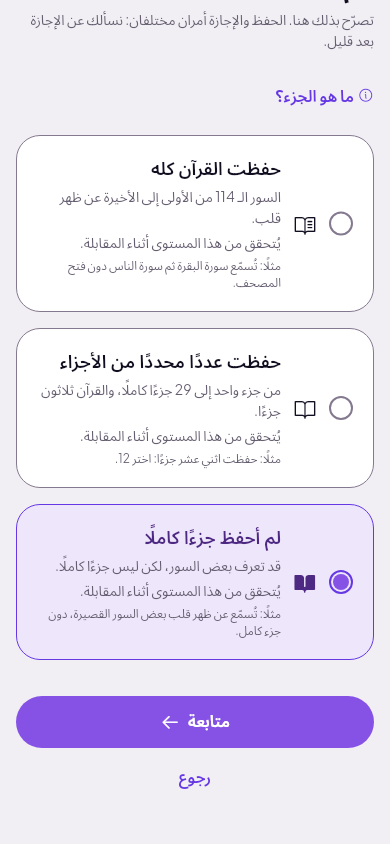 تصرّح بذلك هنا. الحفظ والإجازة أمران مختلفان: نسألك عن الإجازة
بعد قليل.
ما هو الجزء؟
حفظت القرآن كله
السور الـ 114 من الأولى إلى الأخيرة عن ظهر
قلب.
يُتحقق من هذا المستوى أثناء المقابلة.
مثلًا: تُسمّع سورة البقرة ثم سورة الناس دون فتح
المصحف.
حفظت عددًا محددًا من الأجزاء
من جزء واحد إلى 29 جزءًا كاملًا، والقرآن ثلاثون
جزءًا.
يُتحقق من هذا المستوى أثناء المقابلة.
مثلًا: حفظت اثني عشر جزءًا: اختر 12.
لم أحفظ جزءًا كاملًا
قد تعرف بعض السور، لكن ليس جزءًا كاملًا.
يُتحقق من هذا المستوى أثناء المقابلة.
مثلًا: تُسمّع عن ظهر قلب بعض السور القصيرة، دون
جزء كامل.
متابعة
رجوع